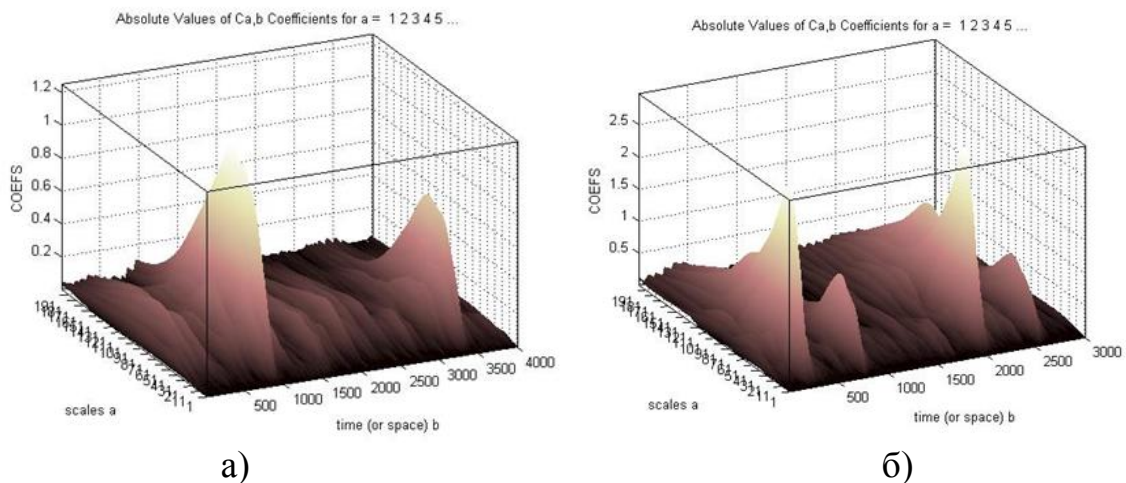 Absolute Values of Ca,b Coefficients for a = 1 2 3 4 5 ...
1.2
1
0.8
0.6
0.4
0.2
COEFS
scales a
1
500
1000
1500
2000
2500
3000
3500
4000
time (or space) b
а)
Absolute Values of Ca,b Coefficients for a = 1 2 3 4 5 ...
2.5
2
1.5
1
0.5
COEFS
scales a
1
500
1000
1500
2000
2500
3000
time (or space) b
б)